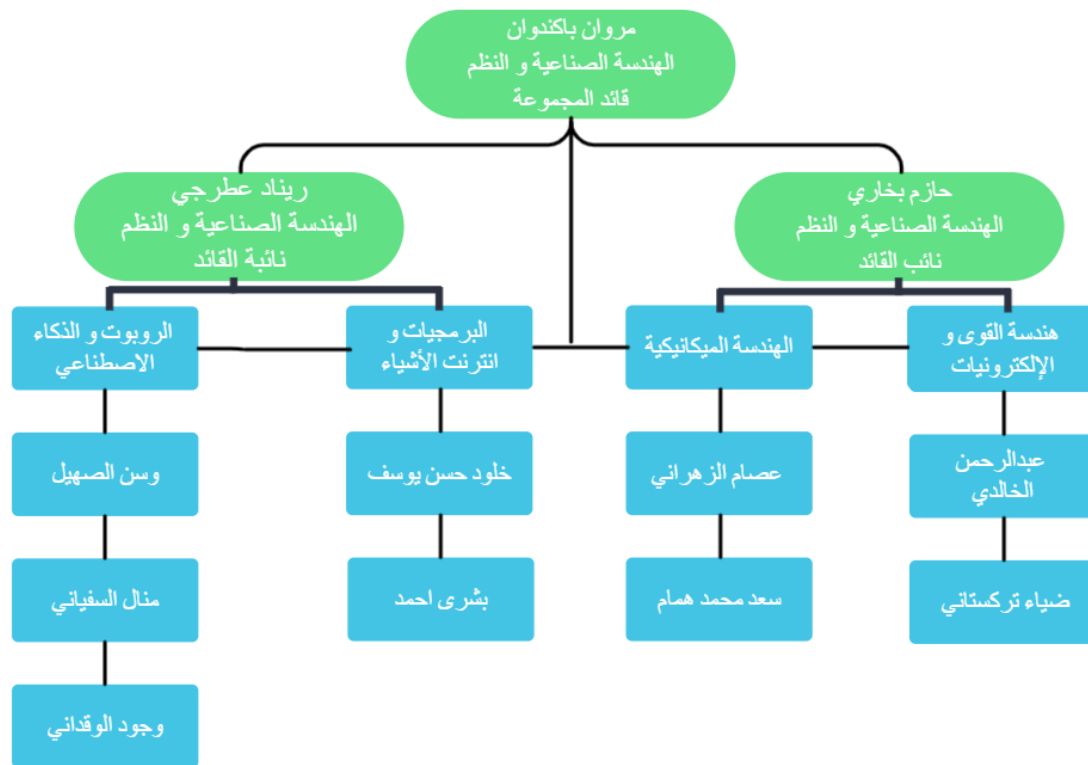 مروان باكندوان
الهندسة الصناعية و النظم
قائد المجموعة
حازم بخاري
الهندسة الصناعية و النظم
نائب القائد
ريناد عطرجي
الهندسة الصناعية و النظم
نائبة القائد
هندسة القوى و
الإلكترونيات
الهندسة الميكانيكية
البرمجيات و
انترنت الأشياء
الروبوت و الذكاء
الاصطناعي
عبدالرحمن
الخالدي
عصام الزهراني
خلود حسن يوسف
وسن الصهيل
ضياء تركستاني
سعد محمد همام
بشرى احمد
منال السفياني
وجود الوقداني